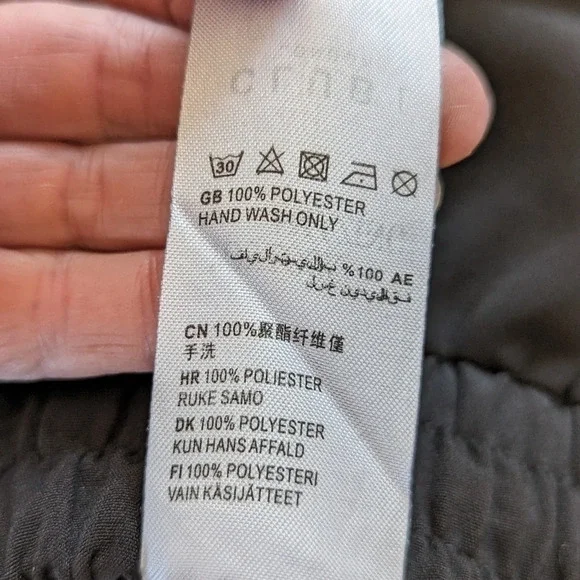 30
GB 100% POLYESTER
HAND WASH ONLY
%100 AE
CN 100%聚酯纤维僅
手洗
HR 100% POLIESTER
RUKE SAMO
DK 100% POLYESTER
KUN HANS AFFALD
FI 100% POLYESTERI
VAIN KÄSIJÄTTEET